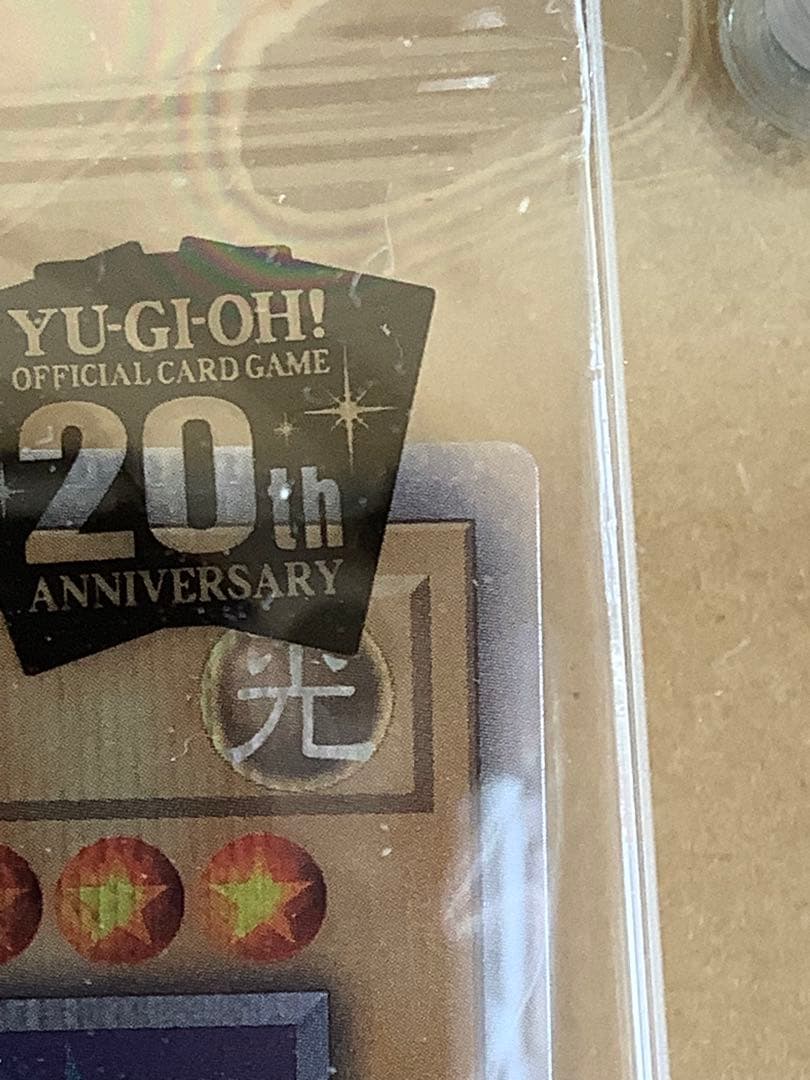 YU-GI-OH!
OFFICIAL CARD GAME
20th
ANNIVERSARY
光